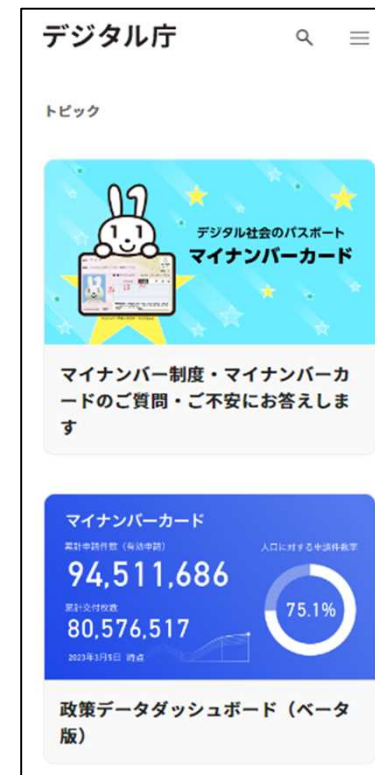 デジタル庁
トピック
デジタル社会のパスポート
マイナンバーカード
マイナンバー制度・マイナンバーカ
ードのご質問・ご不安にお答えしま
す
マイナンバーカード
累計申請件数（有効申請）
人口に対する申請件数率
94,511,686
75.1%
累計交付枚数
80,576,517
2023年3月5日 時点
政策データダッシュボード（ベータ
版）